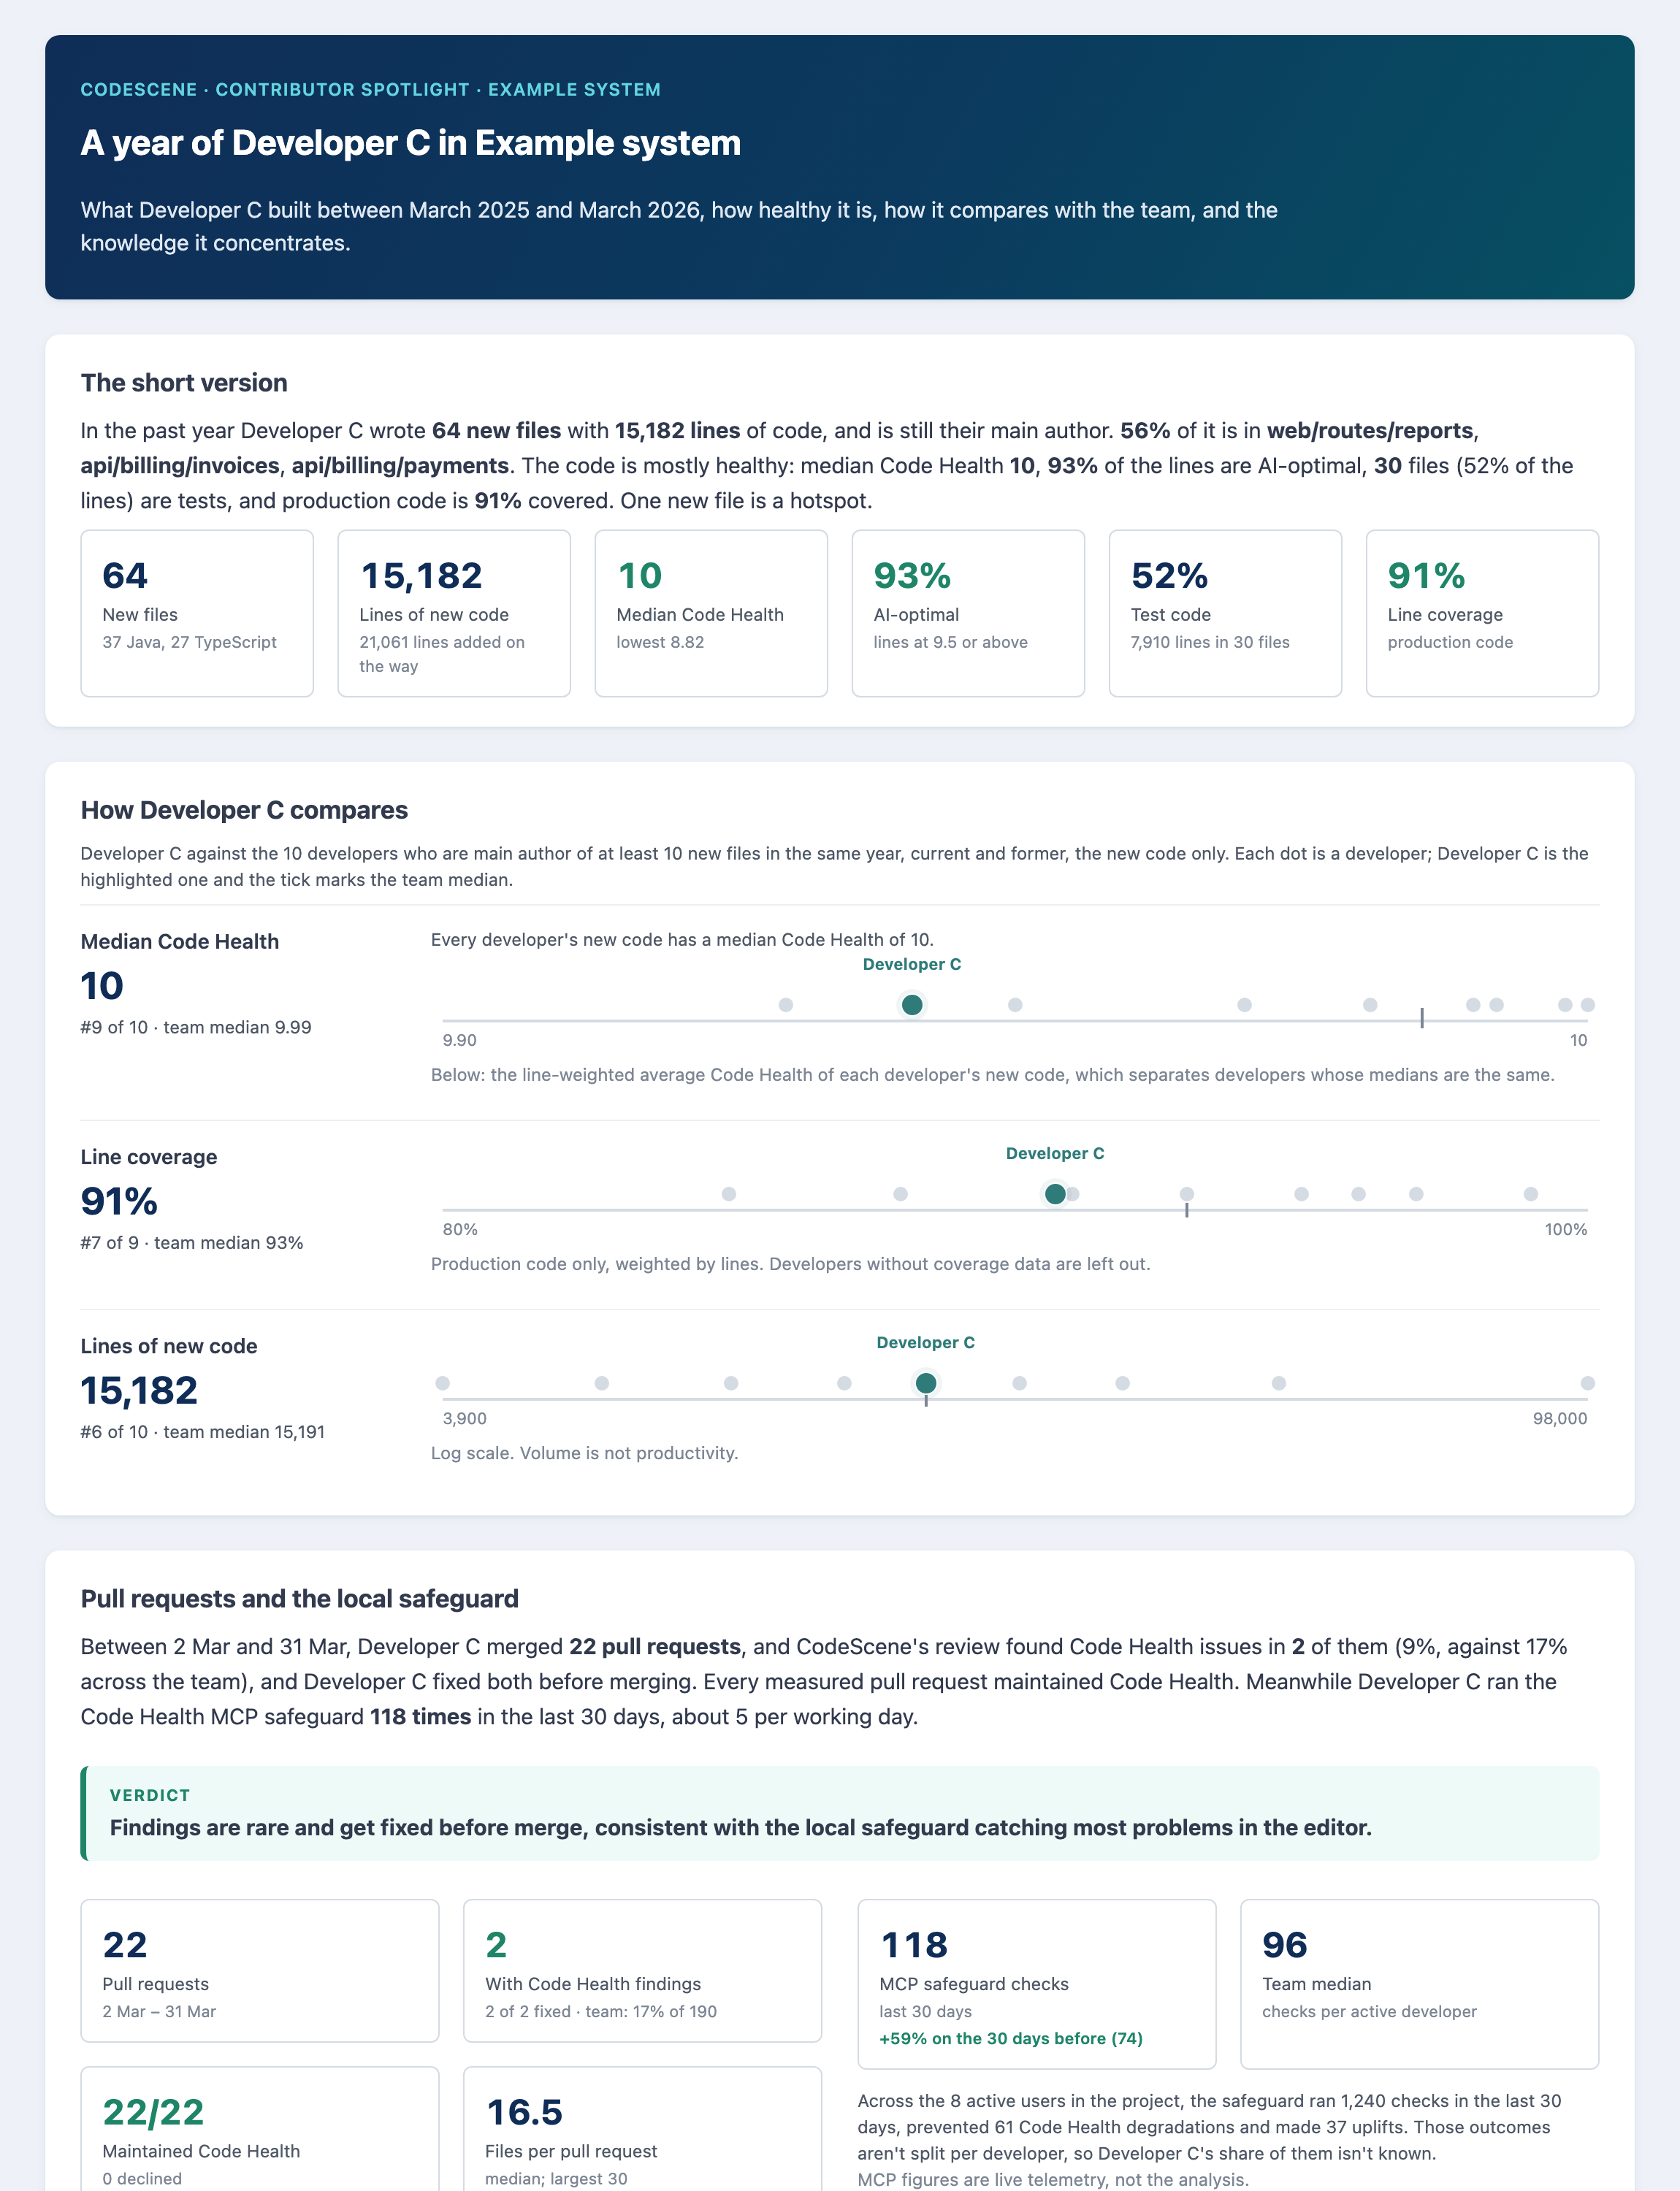 CODESCENE · CONTRIBUTOR SPOTLIGHT · EXAMPLE SYSTEM
A year of Developer C in Example system
What Developer C built between March 2025 and March 2026, how healthy it is, how it compares with the team, and the
knowledge it concentrates.
The short version
In the past year Developer C wrote 64 new files with 15,182 lines of code, and is still their main author. 56% of it is in web/routes/reports,
api/billing/invoices, api/billing/payments. The code is mostly healthy: median Code Health 10, 93% of the lines are AI-optimal, 30 files (52% of the
lines) are tests, and production code is 91% covered. One new file is a hotspot.
64
New files
37 Java, 27 TypeScript
15,182
Lines of new code
21,061 lines added on
the way
10
Median Code Health
lowest 8.82
93%
AI-optimal
lines at 9.5 or above
52%
Test code
7,910 lines in 30 files
91%
Line coverage
production code
How Developer C compares
Developer C against the 10 developers who are main author of at least 10 new files in the same year, current and former, the new code only. Each dot is a developer; Developer C is the
highlighted one and the tick marks the team median.
Median Code Health
10
#9 of 10 · team median 9.99
Every developer's new code has a median Code Health of 10.
Developer C
9.90
10
Below: the line-weighted average Code Health of each developer's new code, which separates developers whose medians are the same.
Line coverage
91%
#7 of 9 · team median 93%
Developer C
80%
100%
Production code only, weighted by lines. Developers without coverage data are left out.
Lines of new code
15,182
#6 of 10 · team median 15,191
Developer C
3,900
98,000
Log scale. Volume is not productivity.
Pull requests and the local safeguard
Between 2 Mar and 31 Mar, Developer C merged 22 pull requests, and CodeScene's review found Code Health issues in 2 of them (9%, against 17%
across the team), and Developer C fixed both before merging. Every measured pull request maintained Code Health. Meanwhile Developer C ran the
Code Health MCP safeguard 118 times in the last 30 days, about 5 per working day.
VERDICT
Findings are rare and get fixed before merge, consistent with the local safeguard catching most problems in the editor.
22
Pull requests
2 Mar – 31 Mar
2
With Code Health findings
2 of 2 fixed · team: 17% of 190
118
MCP safeguard checks
last 30 days
+59% on the 30 days before (74)
96
Team median
checks per active developer
22/22
Maintained Code Health
0 declined
16.5
Files per pull request
median; largest 30
Across the 8 active users in the project, the safeguard ran 1,240 checks in the last 30
days, prevented 61 Code Health degradations and made 37 uplifts. Those outcomes
aren't split per developer, so Developer C's share of them isn't known.
MCP figures are live telemetry, not the analysis.